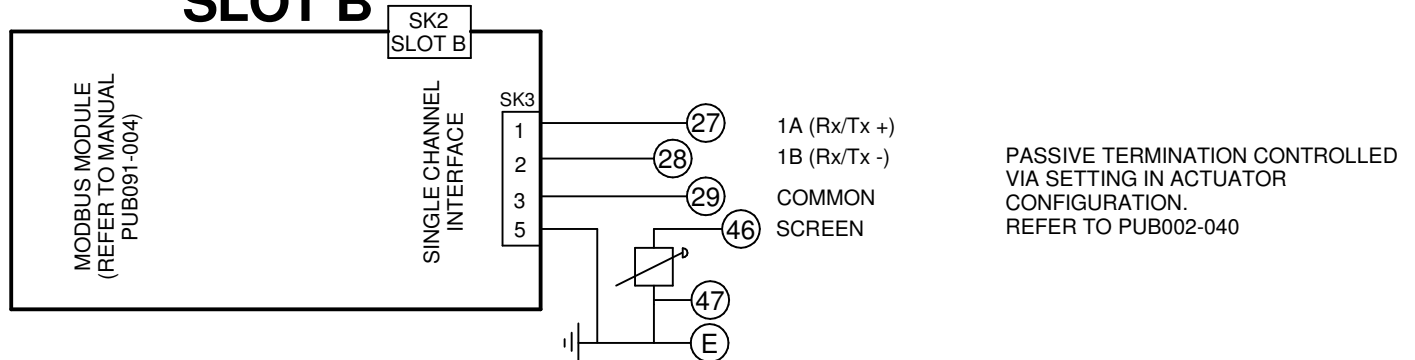 SLOT B
SK2
SLOT B
MODBUS MODULE
(REFER TO MANUAL
PUB091-004)
SINGLE CHANNEL
INTERFACE
SK3
1
2
3
5
27
28
29
46
47
E
1A (Rx/Tx +)
1B (Rx/Tx -)
COMMON
SCREEN
PASSIVE TERMINATION CONTROLLED
VIA SETTING IN ACTUATOR
CONFIGURATION.
REFER TO PUB002-040